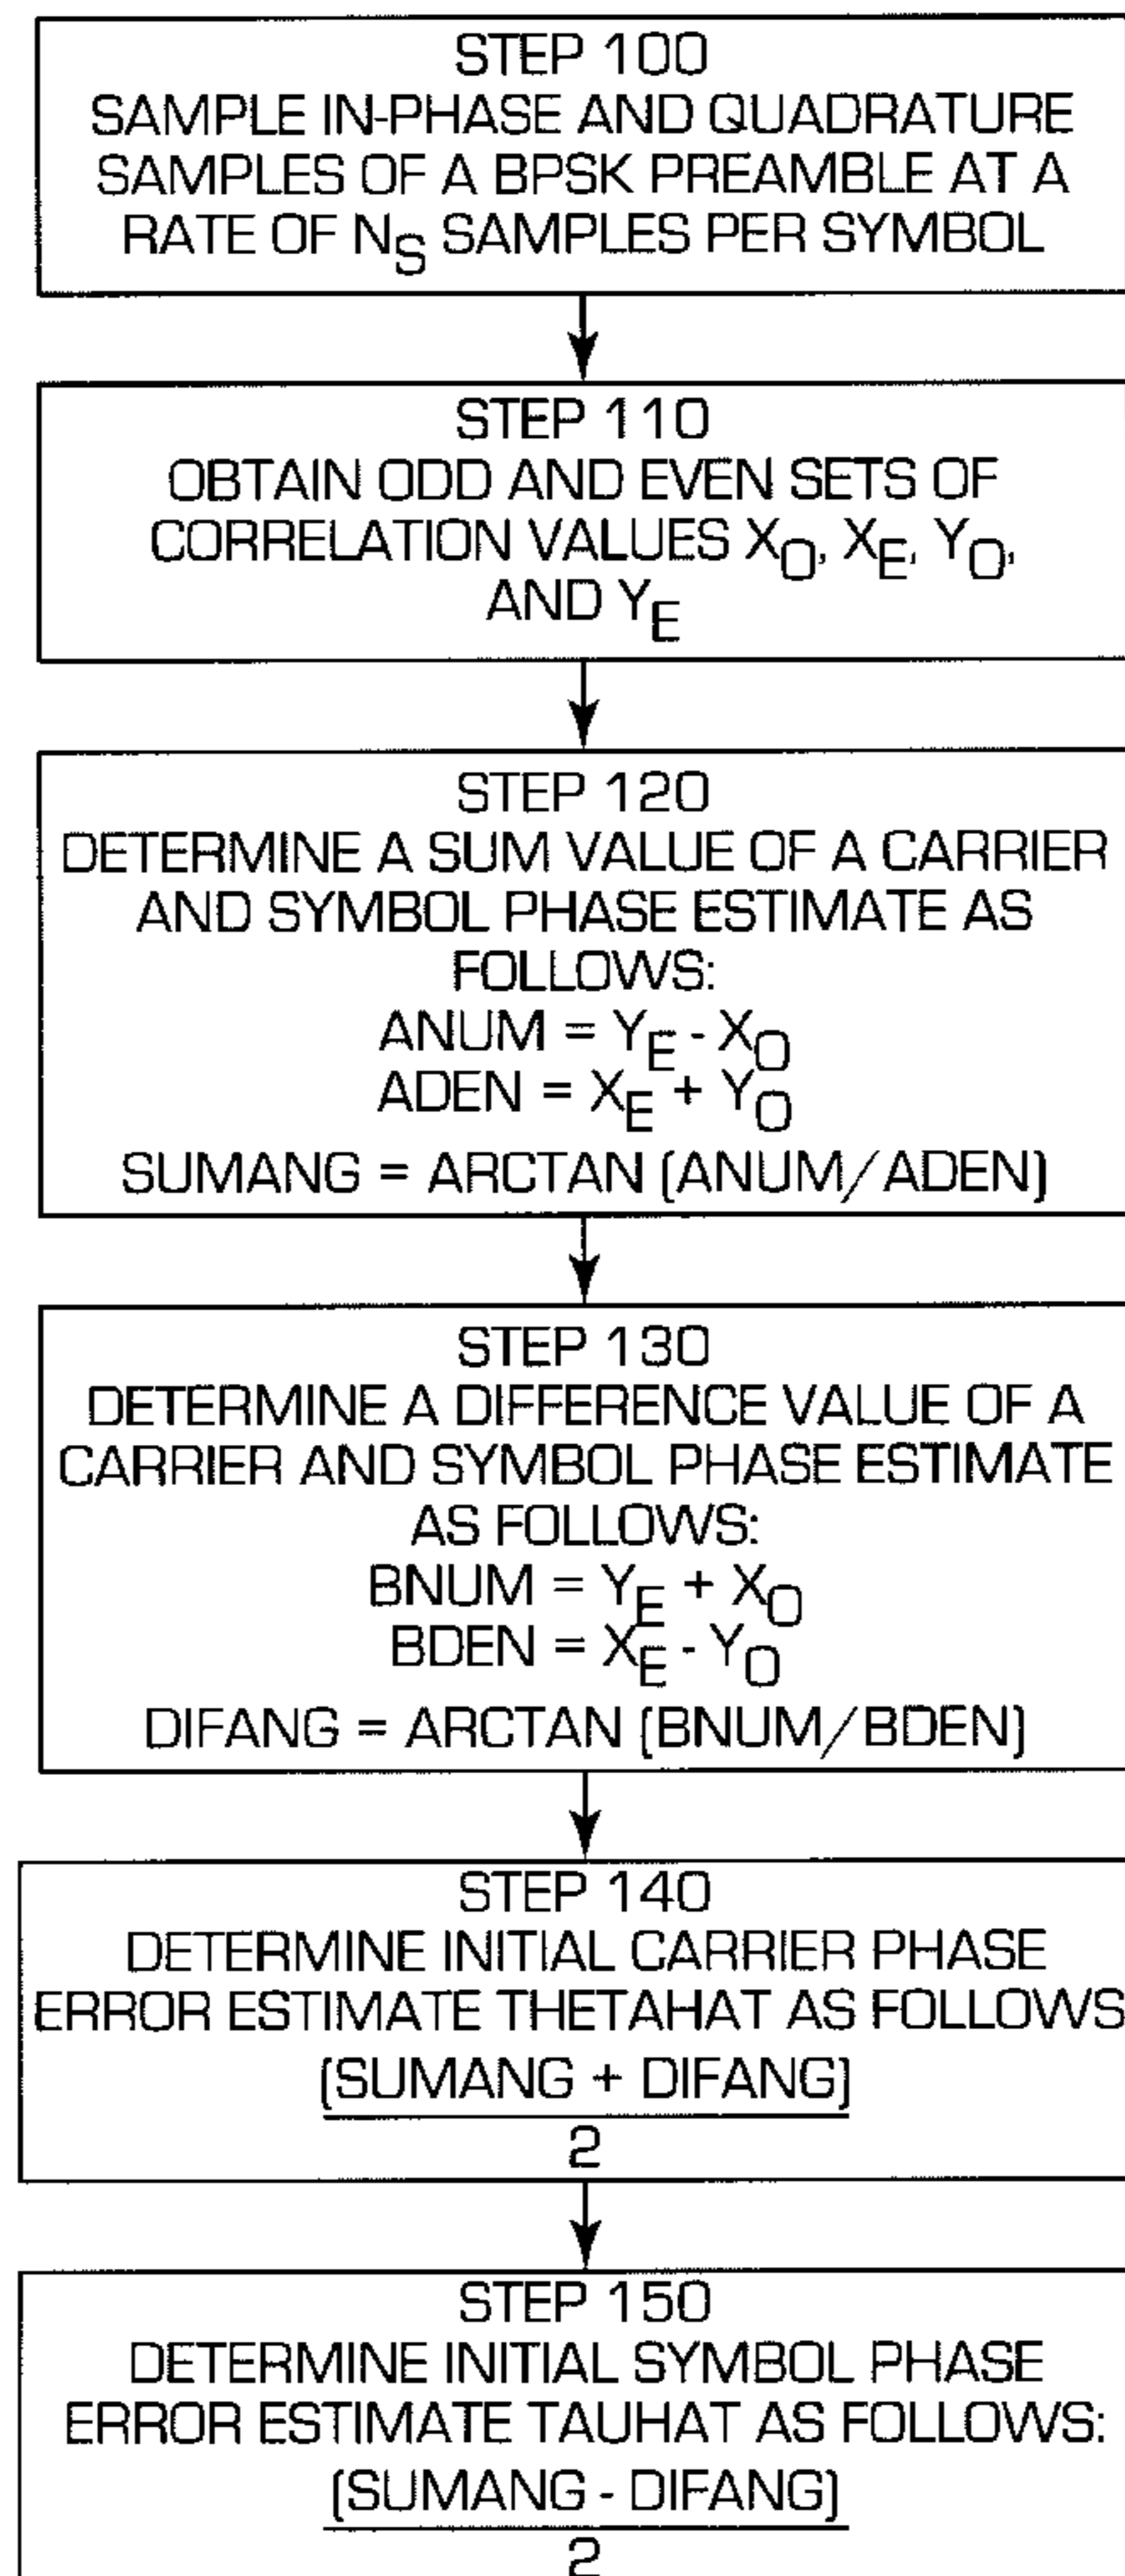 STEP 100
SAMPLE IN-PHASE AND QUADRATURE
SAMPLES OF A BPSK PREAMBLE AT A
RATE OF NS SAMPLES PER SYMBOL
STEP 110
OBTAIN ODD AND EVEN SETS OF
CORRELATION VALUES XO, XE, YO,
AND YE
STEP 120
DETERMINE A SUM VALUE OF A CARRIER
AND SYMBOL PHASE ESTIMATE AS
FOLLOWS:
ANUM = YE - XO
ADEN = XE + YO
SUMANG = ARCTAN (ANUM/ADEN)
STEP 130
DETERMINE A DIFFERENCE VALUE OF A
CARRIER AND SYMBOL PHASE ESTIMATE
AS FOLLOWS:
BNUM = YE + XO
BDEN = XE - YO
DIFANG = ARCTAN (BNUM/BDEN)
STEP 140
DETERMINE INITIAL CARRIER PHASE
ERROR ESTIMATE THETAHAT AS FOLLOWS
(SUMANG + DIFANG)
2
STEP 150
DETERMINE INITIAL SYMBOL PHASE
ERROR ESTIMATE TAUHAT AS FOLLOWS:
(SUMANG - DIFANG)
2